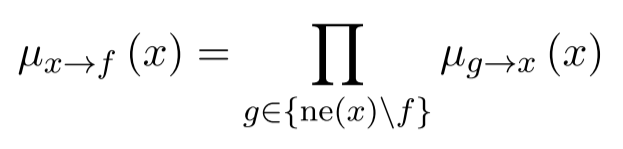 μ_{x→f} (x) = ∏_{g∈{ne(x)\f}} μ_{g→x} (x)